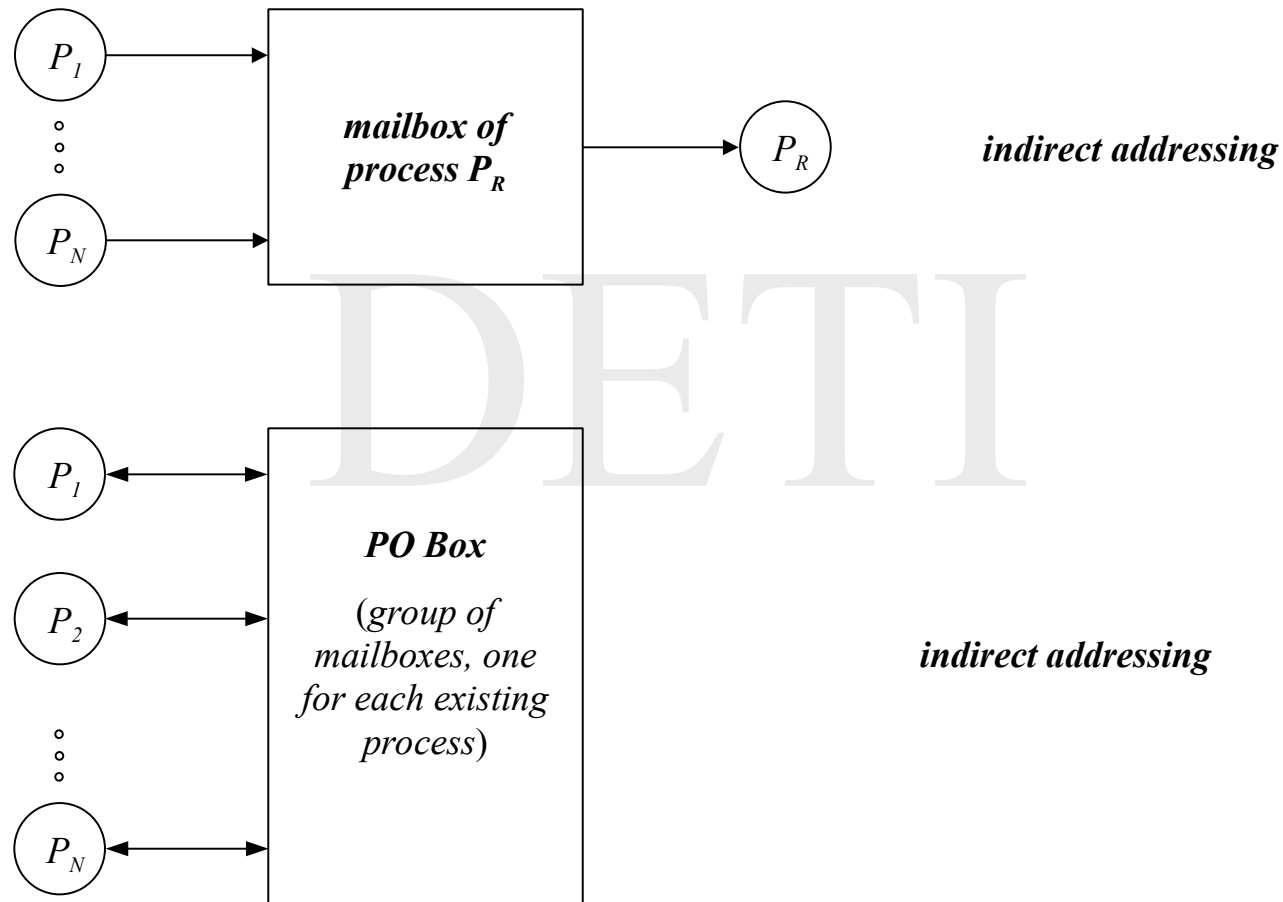 P1
mailbox of
process PR
PR
indirect addressing
PN
DETI
P1
PO Box
P2
(group of
mailboxes, one
for each existing
process)
indirect addressing
PN